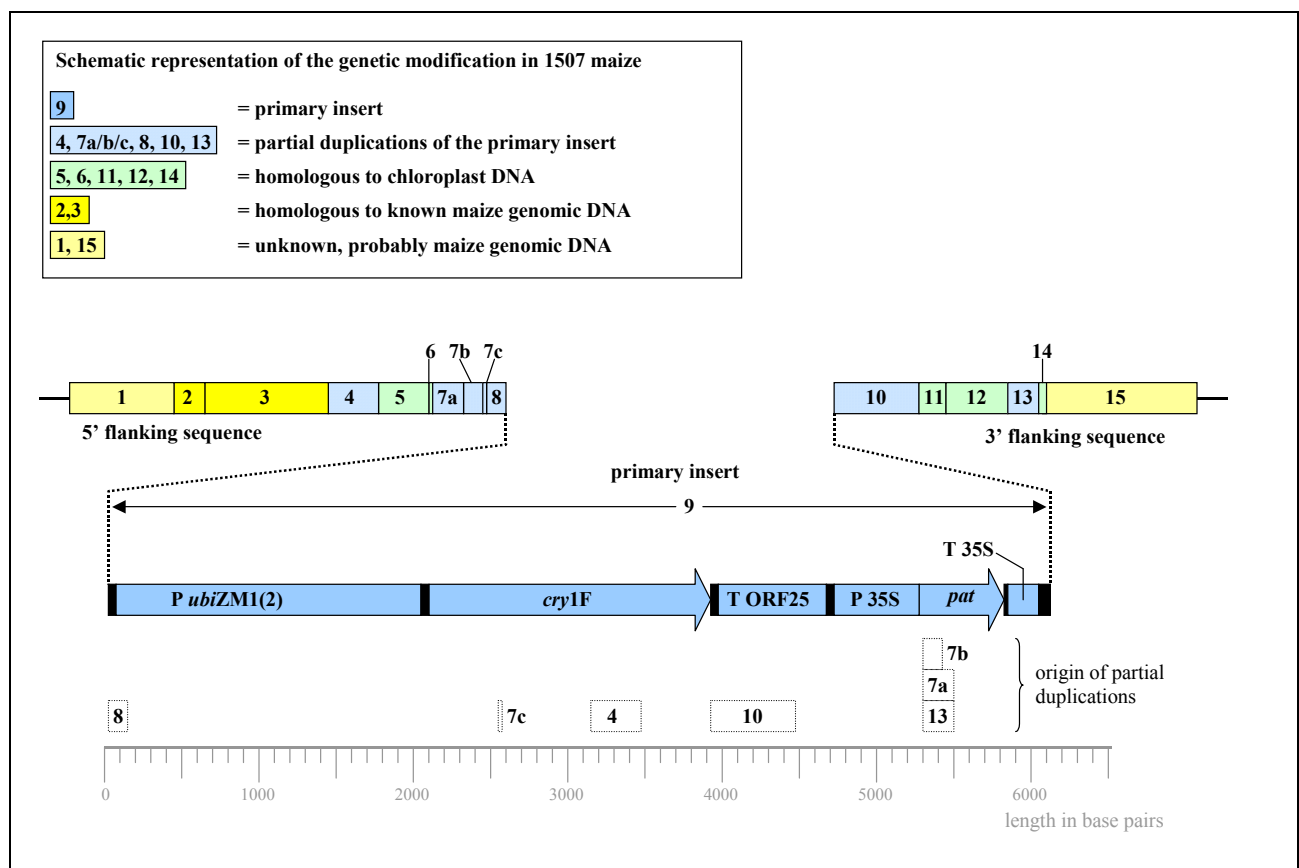 Schematic representation of the genetic modification in 1507 maize
9 = primary insert
4, 7a/b/c, 8, 10, 13 = partial duplications of the primary insert
5, 6, 11, 12, 14 = homologous to chloroplast DNA
2,3 = homologous to known maize genomic DNA
1, 15 = unknown, probably maize genomic DNA
6 7b 7c 14
1 2 3 4 5 7a 8 10 11 12 13 15
5’ flanking sequence 3’ flanking sequence
primary insert
9
T 35S
P ubiZM1(2) cry1F T ORF25 P 35S pat
7b
7a
origin of partial
duplications
8 7c 4 10 13
0 1000 2000 3000 4000 5000 6000
length in base pairs